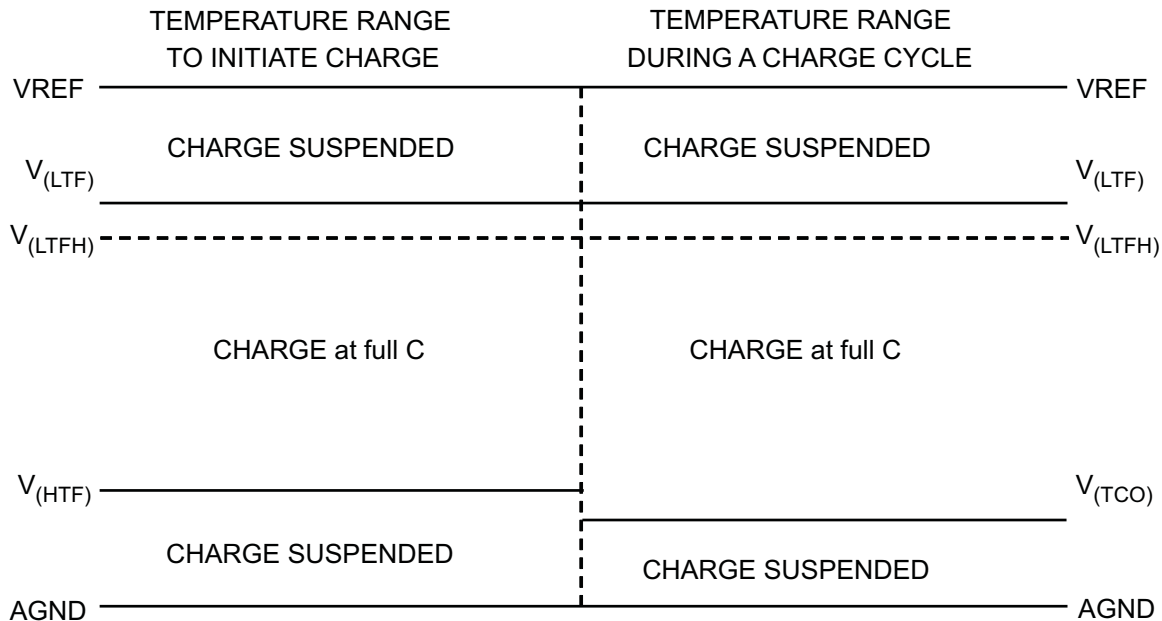 TEMPERATURE RANGE
TO INITIATE CHARGE
TEMPERATURE RANGE
DURING A CHARGE CYCLE
VREF
VREF
CHARGE SUSPENDED
CHARGE SUSPENDED
V(LTF)
V(LTF)
V(LTFH)
V(LTFH)
CHARGE at full C
CHARGE at full C
V(HTF)
V(TCO)
CHARGE SUSPENDED
CHARGE SUSPENDED
AGND
AGND